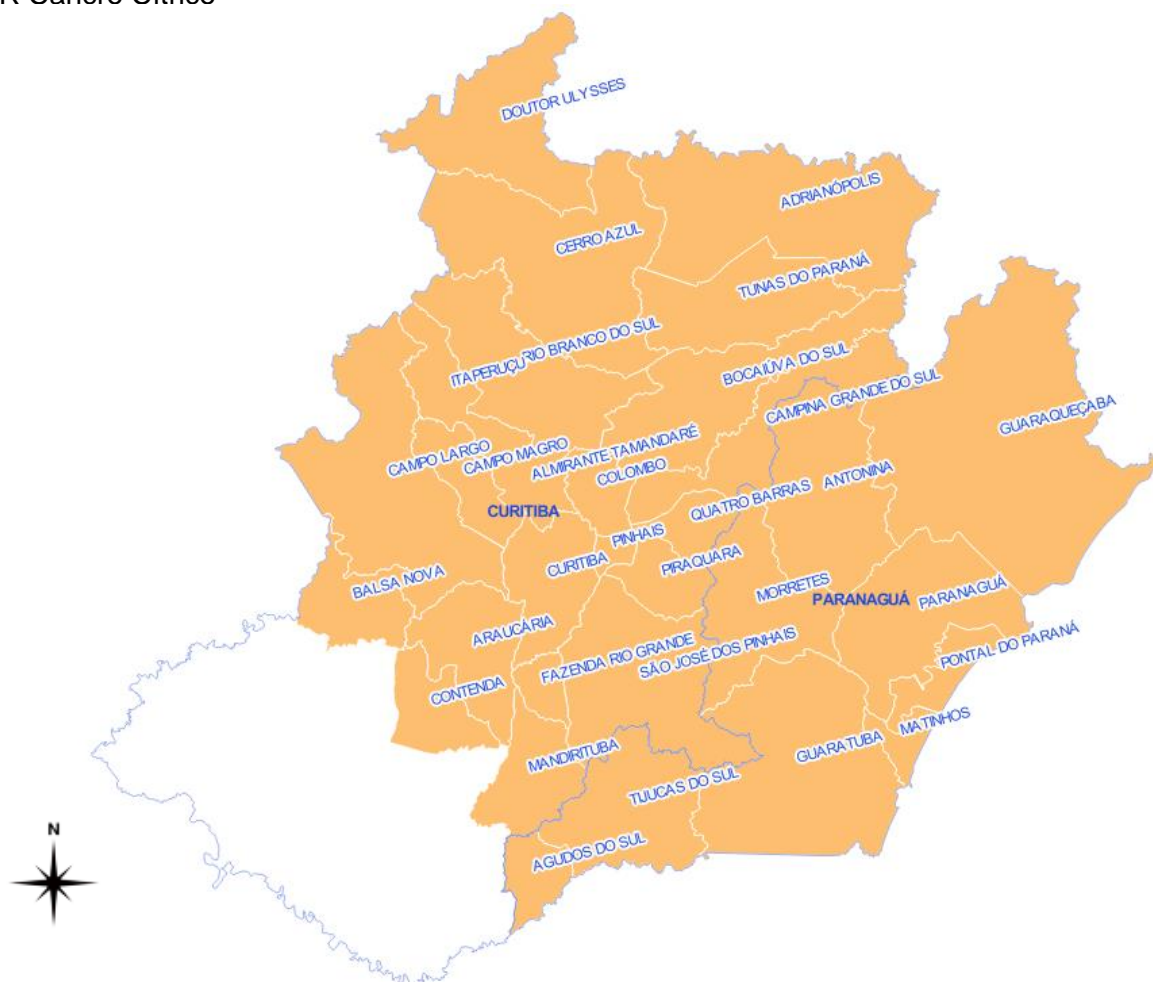 Cancro Cítrico
DOUTOR ULYSSES
ADRIANÓPOLIS
CERRO AZUL
TUNAS DO PARANÁ
RIO BRANCO DO SUL
ITAPERUÇU
BOCAIÚVA DO SUL
CAMPINA GRANDE DO SUL
GUARAQUEÇABA
CAMPO LARGO
CAMPO MAGRO
ALMIRANTE TAMANDARÉ
COLOMBO
ANTONINA
QUATRO BARRAS
CURITIBA
PINHAIS
CURITIBA
PIRAQUARA
BALSA NOVA
MORRETES
PARANAGUÁ
PARANAGUÁ
ARAUCÁRIA
FAZENDA RIO GRANDE
SÃO JOSÉ DOS PINHAIS
PONTAL DO PARANÁ
CONTENDA
MATINHOS
GUARATUBA
MANDIRITUBA
TIJUCAS DO SUL
N
AGUDOS DO SUL